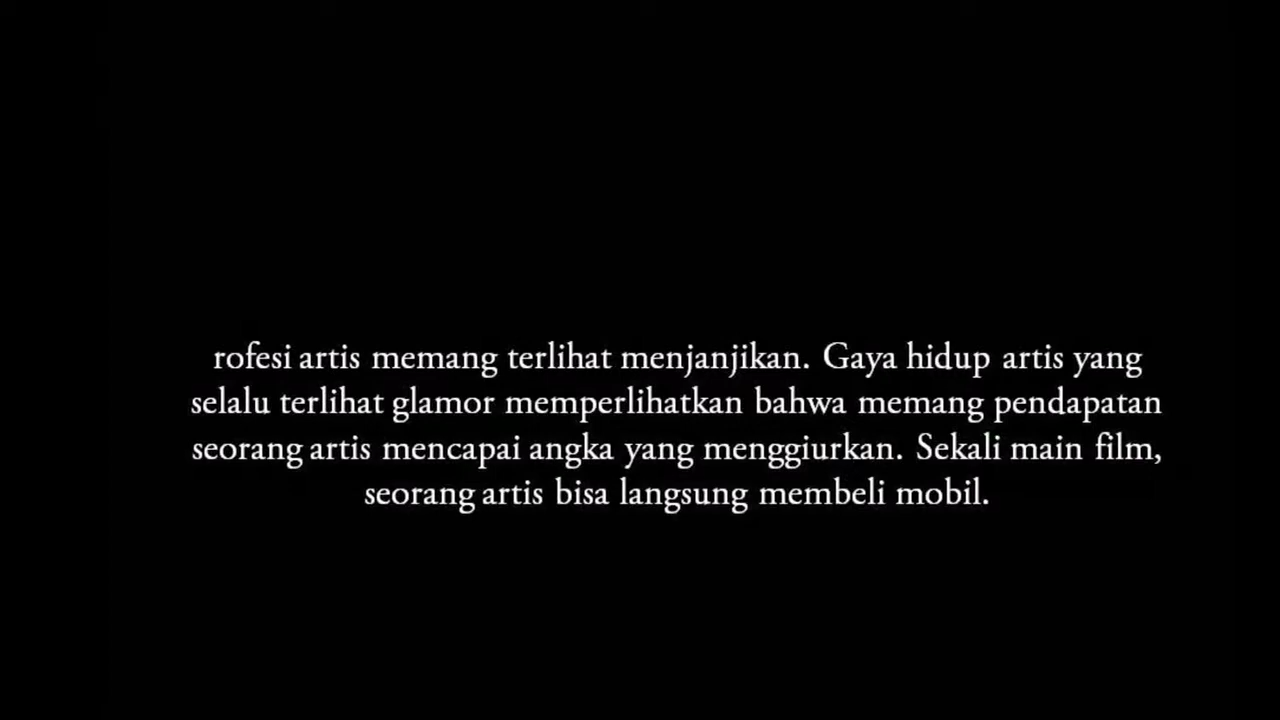 rofesi artis memang terlihat menjanjikan. Gaya hidup artis yang
selalu terlihat glamor memperlihatkan bahwa memang pendapatan
seorang artis mencapai angka yang menggiurkan. Sekali main film,
seorang artis bisa langsung membeli mobil.